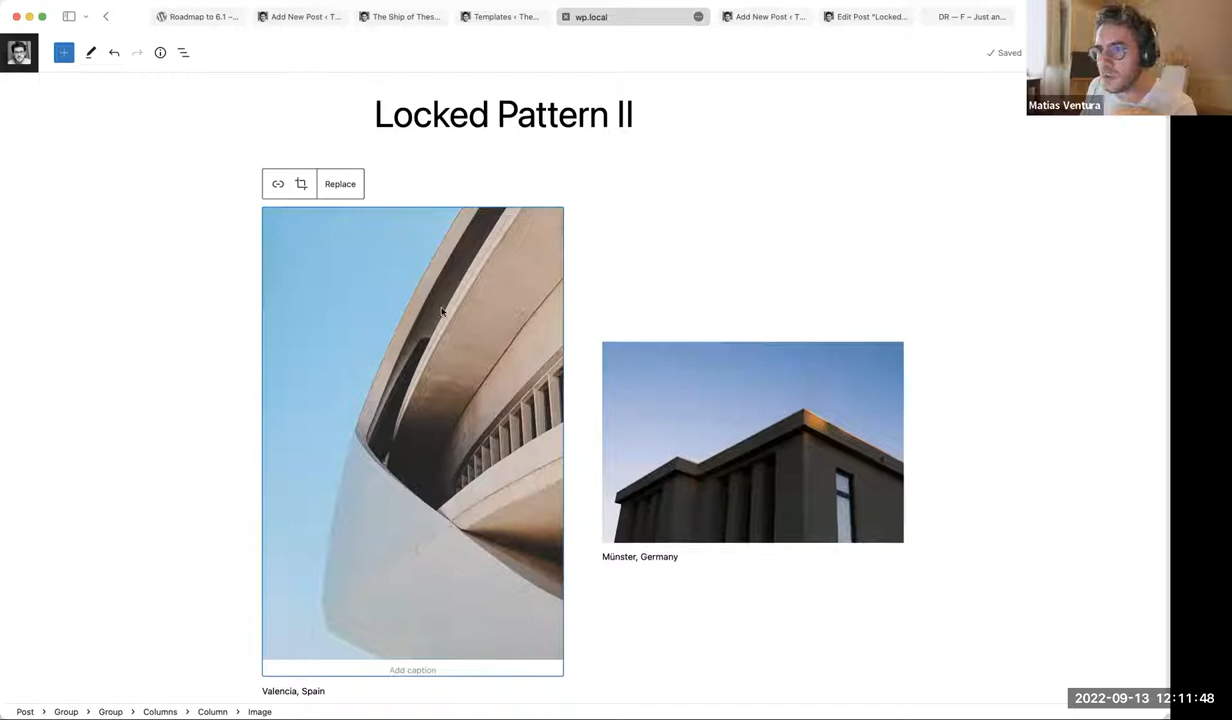 Roadmap to 6.1 –...
Add New Post ‹ T...
The Ship of Thes...
Templates ‹ The...
wp.local
Add New Post ‹ T...
Edit Post "Locked...
DR — F – Just an...
Saved
Matias Ventura
Locked Pattern II
Replace
Add caption
Valencia, Spain
Münster, Germany
Post > Group > Group > Columns > Column > Image
2022-09-13 12:11:48